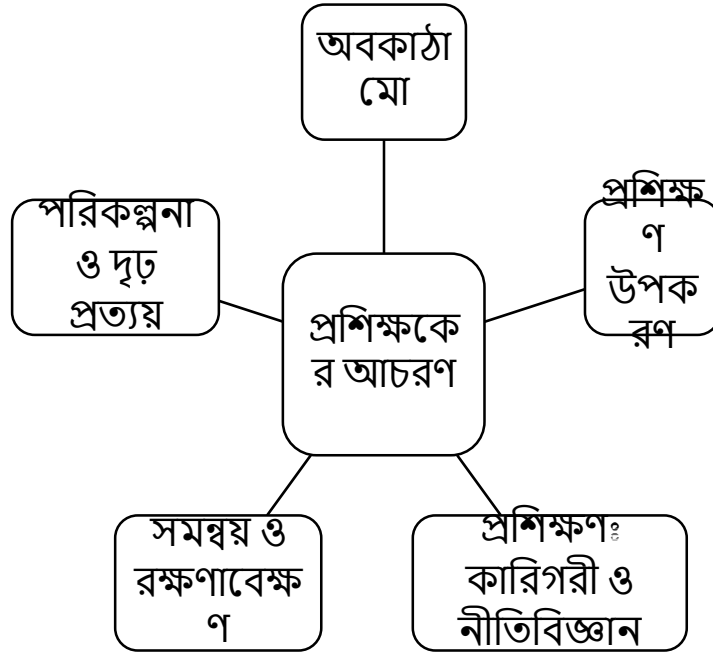 অবকাঠা
মো
প্রশিক্ষ
ণ
উপক
রণ
প্রশিক্ষণঃ
কারিগরী ও
নীতিবিজ্ঞান
সমন্বয় ও
রক্ষণাবেক্ষ
ণ
পরিকল্পনা
ও দৃঢ়
প্রত্যয়
প্রশিক্ষকে
র আচরণ